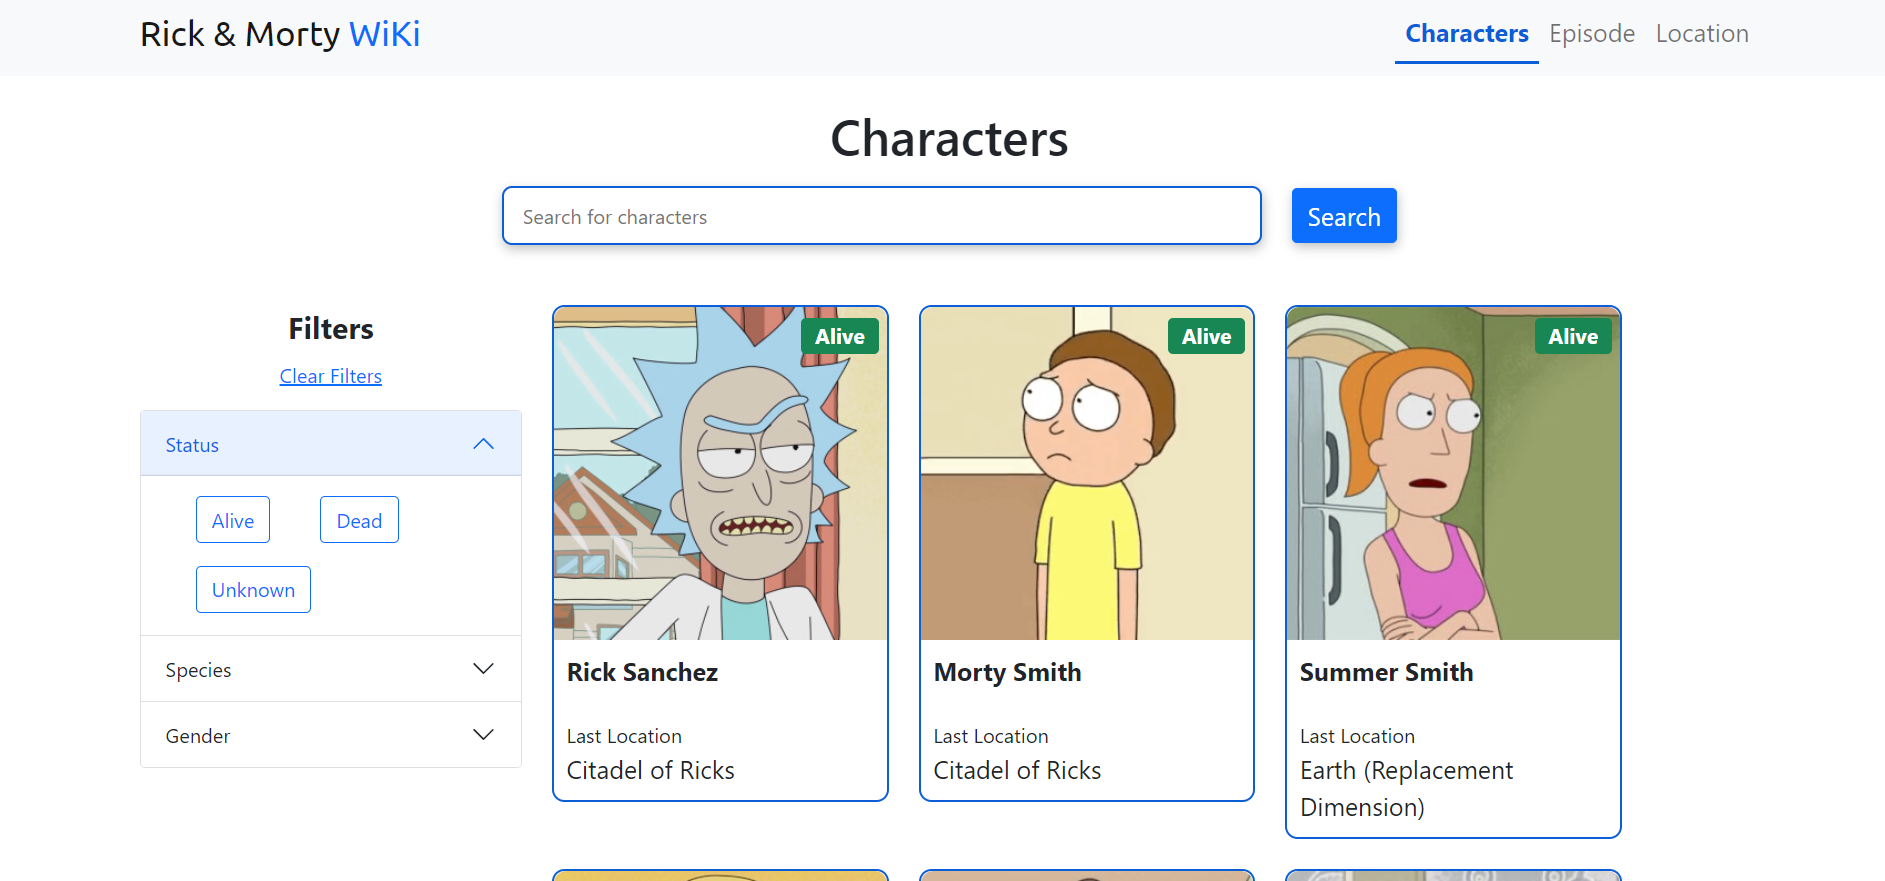 Rick & Morty WiKi
Characters Episode Location
Characters
Search for characters
Search
Filters
Clear Filters
Status
Alive Dead
Unknown
Species
Gender
Alive
Rick Sanchez
Last Location
Citadel of Ricks
Alive
Morty Smith
Last Location
Citadel of Ricks
Alive
Summer Smith
Last Location
Earth (Replacement
Dimension)